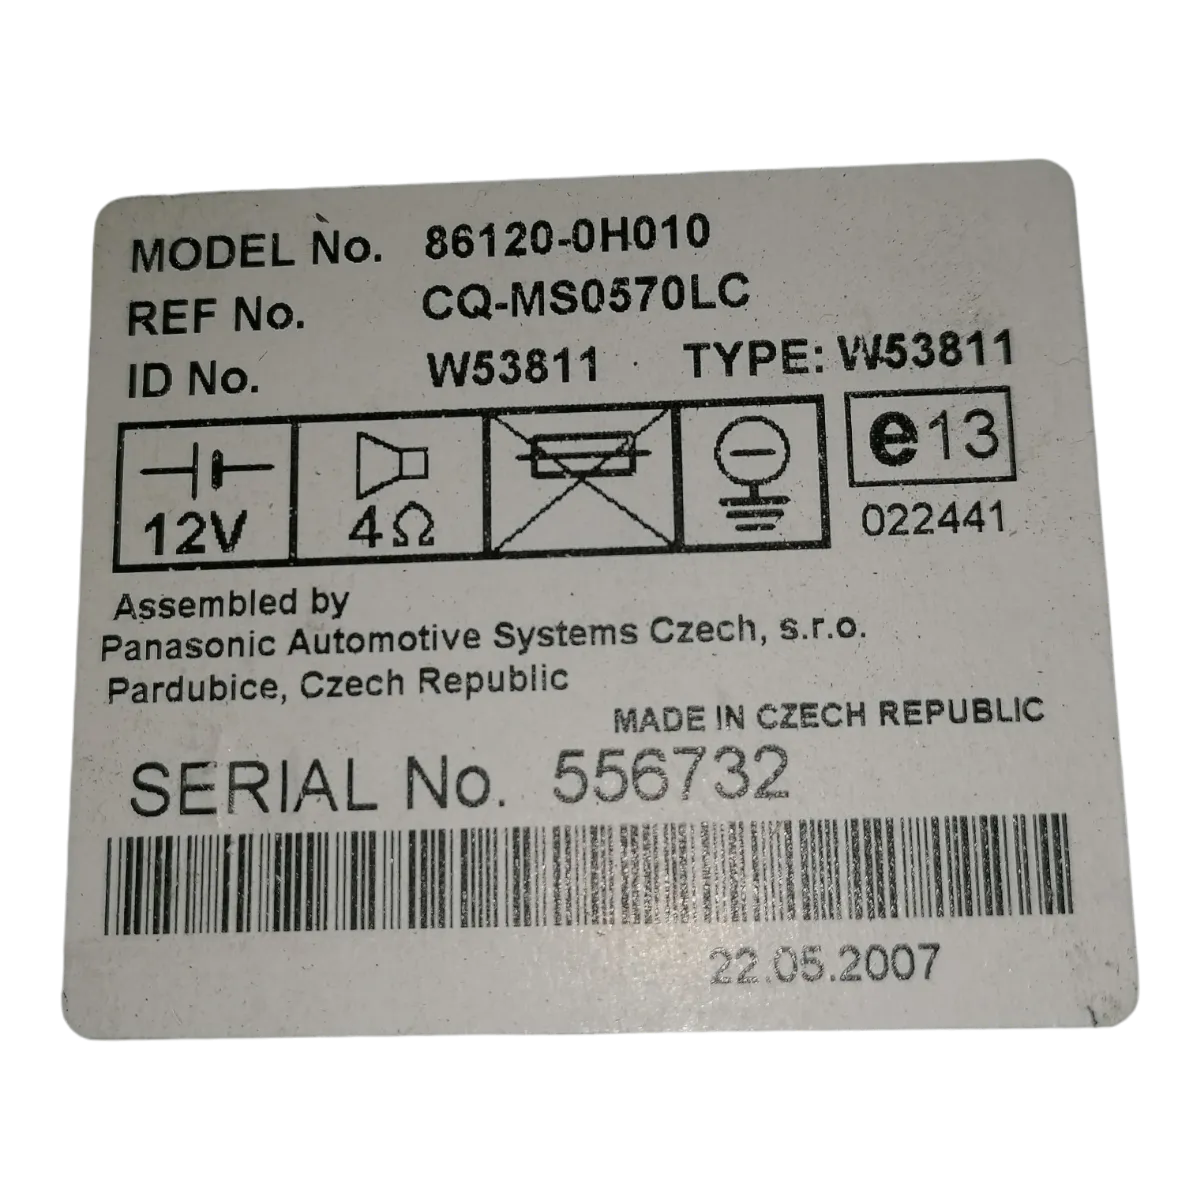 MODEL No. 86120-0H010
REF No. CQ-MS0570LC
ID No. W53811 TYPE: W53811
12V 4Ω e13
022441
Assembled by
Panasonic Automotive Systems Czech, s.r.o.
Pardubice, Czech Republic
MADE IN CZECH REPUBLIC
SERIAL No. 556732
22.05.2007